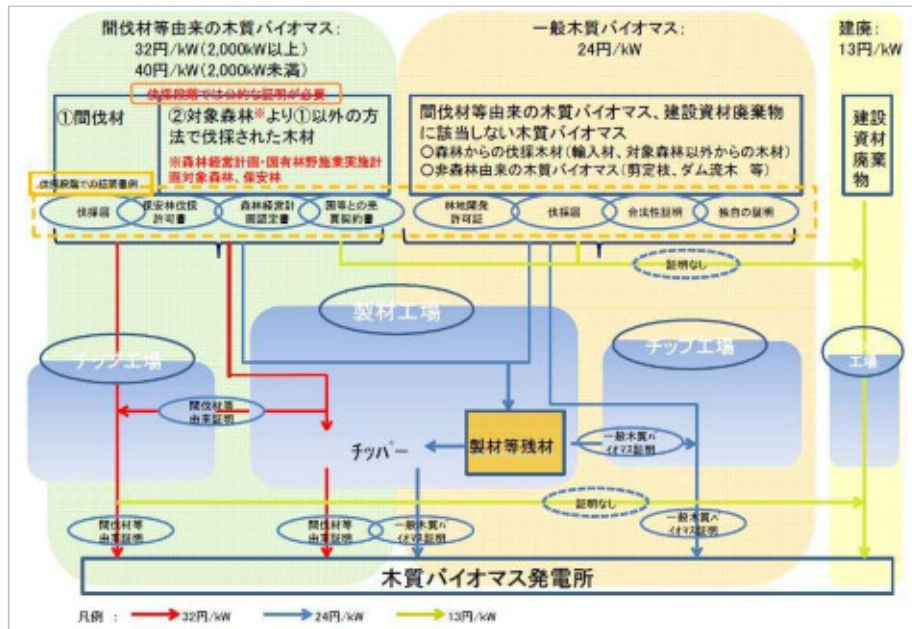 間伐材等由来の木質バイオマス:
32円/kW(2,000kW以上)
40円/kW(2,000kW未満)
一般木質バイオマス:
24円/kW
建廃:
13円/kW
伐採段階では公的な証明が必要
①間伐材
②対象森林※より①以外の方
法で伐採された木材
※森林経営計画・国有林野施業実施計
画対象森林、保安林
間伐材等由来の木質バイオマス、建設資材廃棄物
に該当しない木質バイオマス
〇森林からの伐採木材(輸入材、対象森林以外からの木材)
〇非森林由来の木質バイオマス(剪定枝、ダム流木 等)
建設
資材
廃棄
物
伐採段階での証明書例
伐採届
保安林伐採
許可書
森林経営計
画認定書
国等との売
買契約書
林地開発
許可証
伐採届
合法性証明
独自の証明
証明なし
製材工場
チップ工場
チップ工場
工場
間伐材等
由来証明
チッパー
製材等残材
一般木質バ
イオマス証明
証明なし
間伐材等
由来証明
間伐材等
由来証明
一般木質バ
イオマス証明
一般木質バ
イオマス証明
木質バイオマス発電所
凡例 :
32円/kW
24円/kW
13円/kW